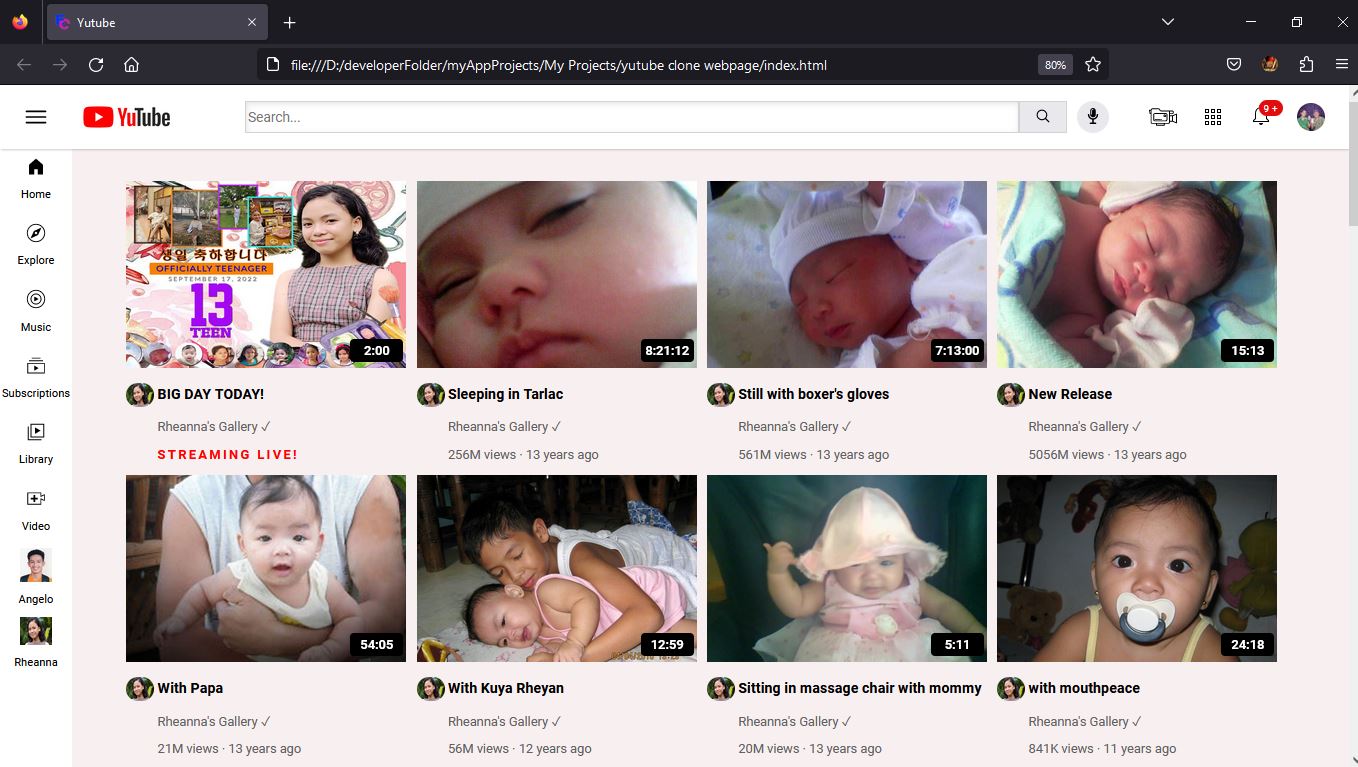 Yutube
file:///D:/developerFolder/myAppProjects/My Projects/yutube clone webpage/index.html
80%
YuTube
Search...
9 +
Home
Explore
Music
Subscriptions
Library
Video
Angelo
Rheanna
생일 축하합니다
OFFICIALLY TEENAGER
SEPTEMBER 17, 2022
13
TEEN
2:00
8:21:12
7:13:00
15:13
BIG DAY TODAY!
Sleeping in Tarlac
Still with boxer's gloves
New Release
Rheanna's Gallery ✓
Rheanna's Gallery ✓
Rheanna's Gallery ✓
Rheanna's Gallery ✓
STREAMING LIVE!
256M views · 13 years ago
561M views · 13 years ago
5056M views · 13 years ago
54:05
12:59
5:11
24:18
With Papa
With Kuya Rheyan
Sitting in massage chair with mommy
with mouthpeace
Rheanna's Gallery ✓
Rheanna's Gallery ✓
Rheanna's Gallery ✓
Rheanna's Gallery ✓
21M views · 13 years ago
56M views · 12 years ago
20M views · 13 years ago
841K views · 11 years ago